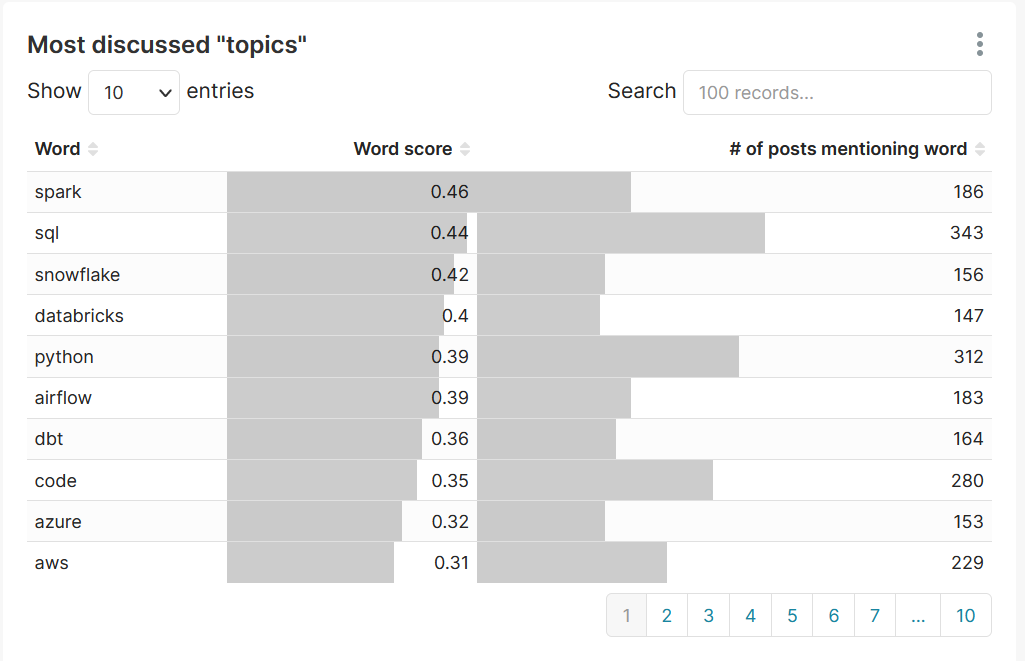 Most discussed "topics"
Show 10 entries Search 100 records...
Word Word score # of posts mentioning word
spark 0.46 186
sql 0.44 343
snowflake 0.42 156
databricks 0.4 147
python 0.39 312
airflow 0.39 183
dbt 0.36 164
code 0.35 280
azure 0.32 153
aws 0.31 229
1 2 3 4 5 6 7 ... 10